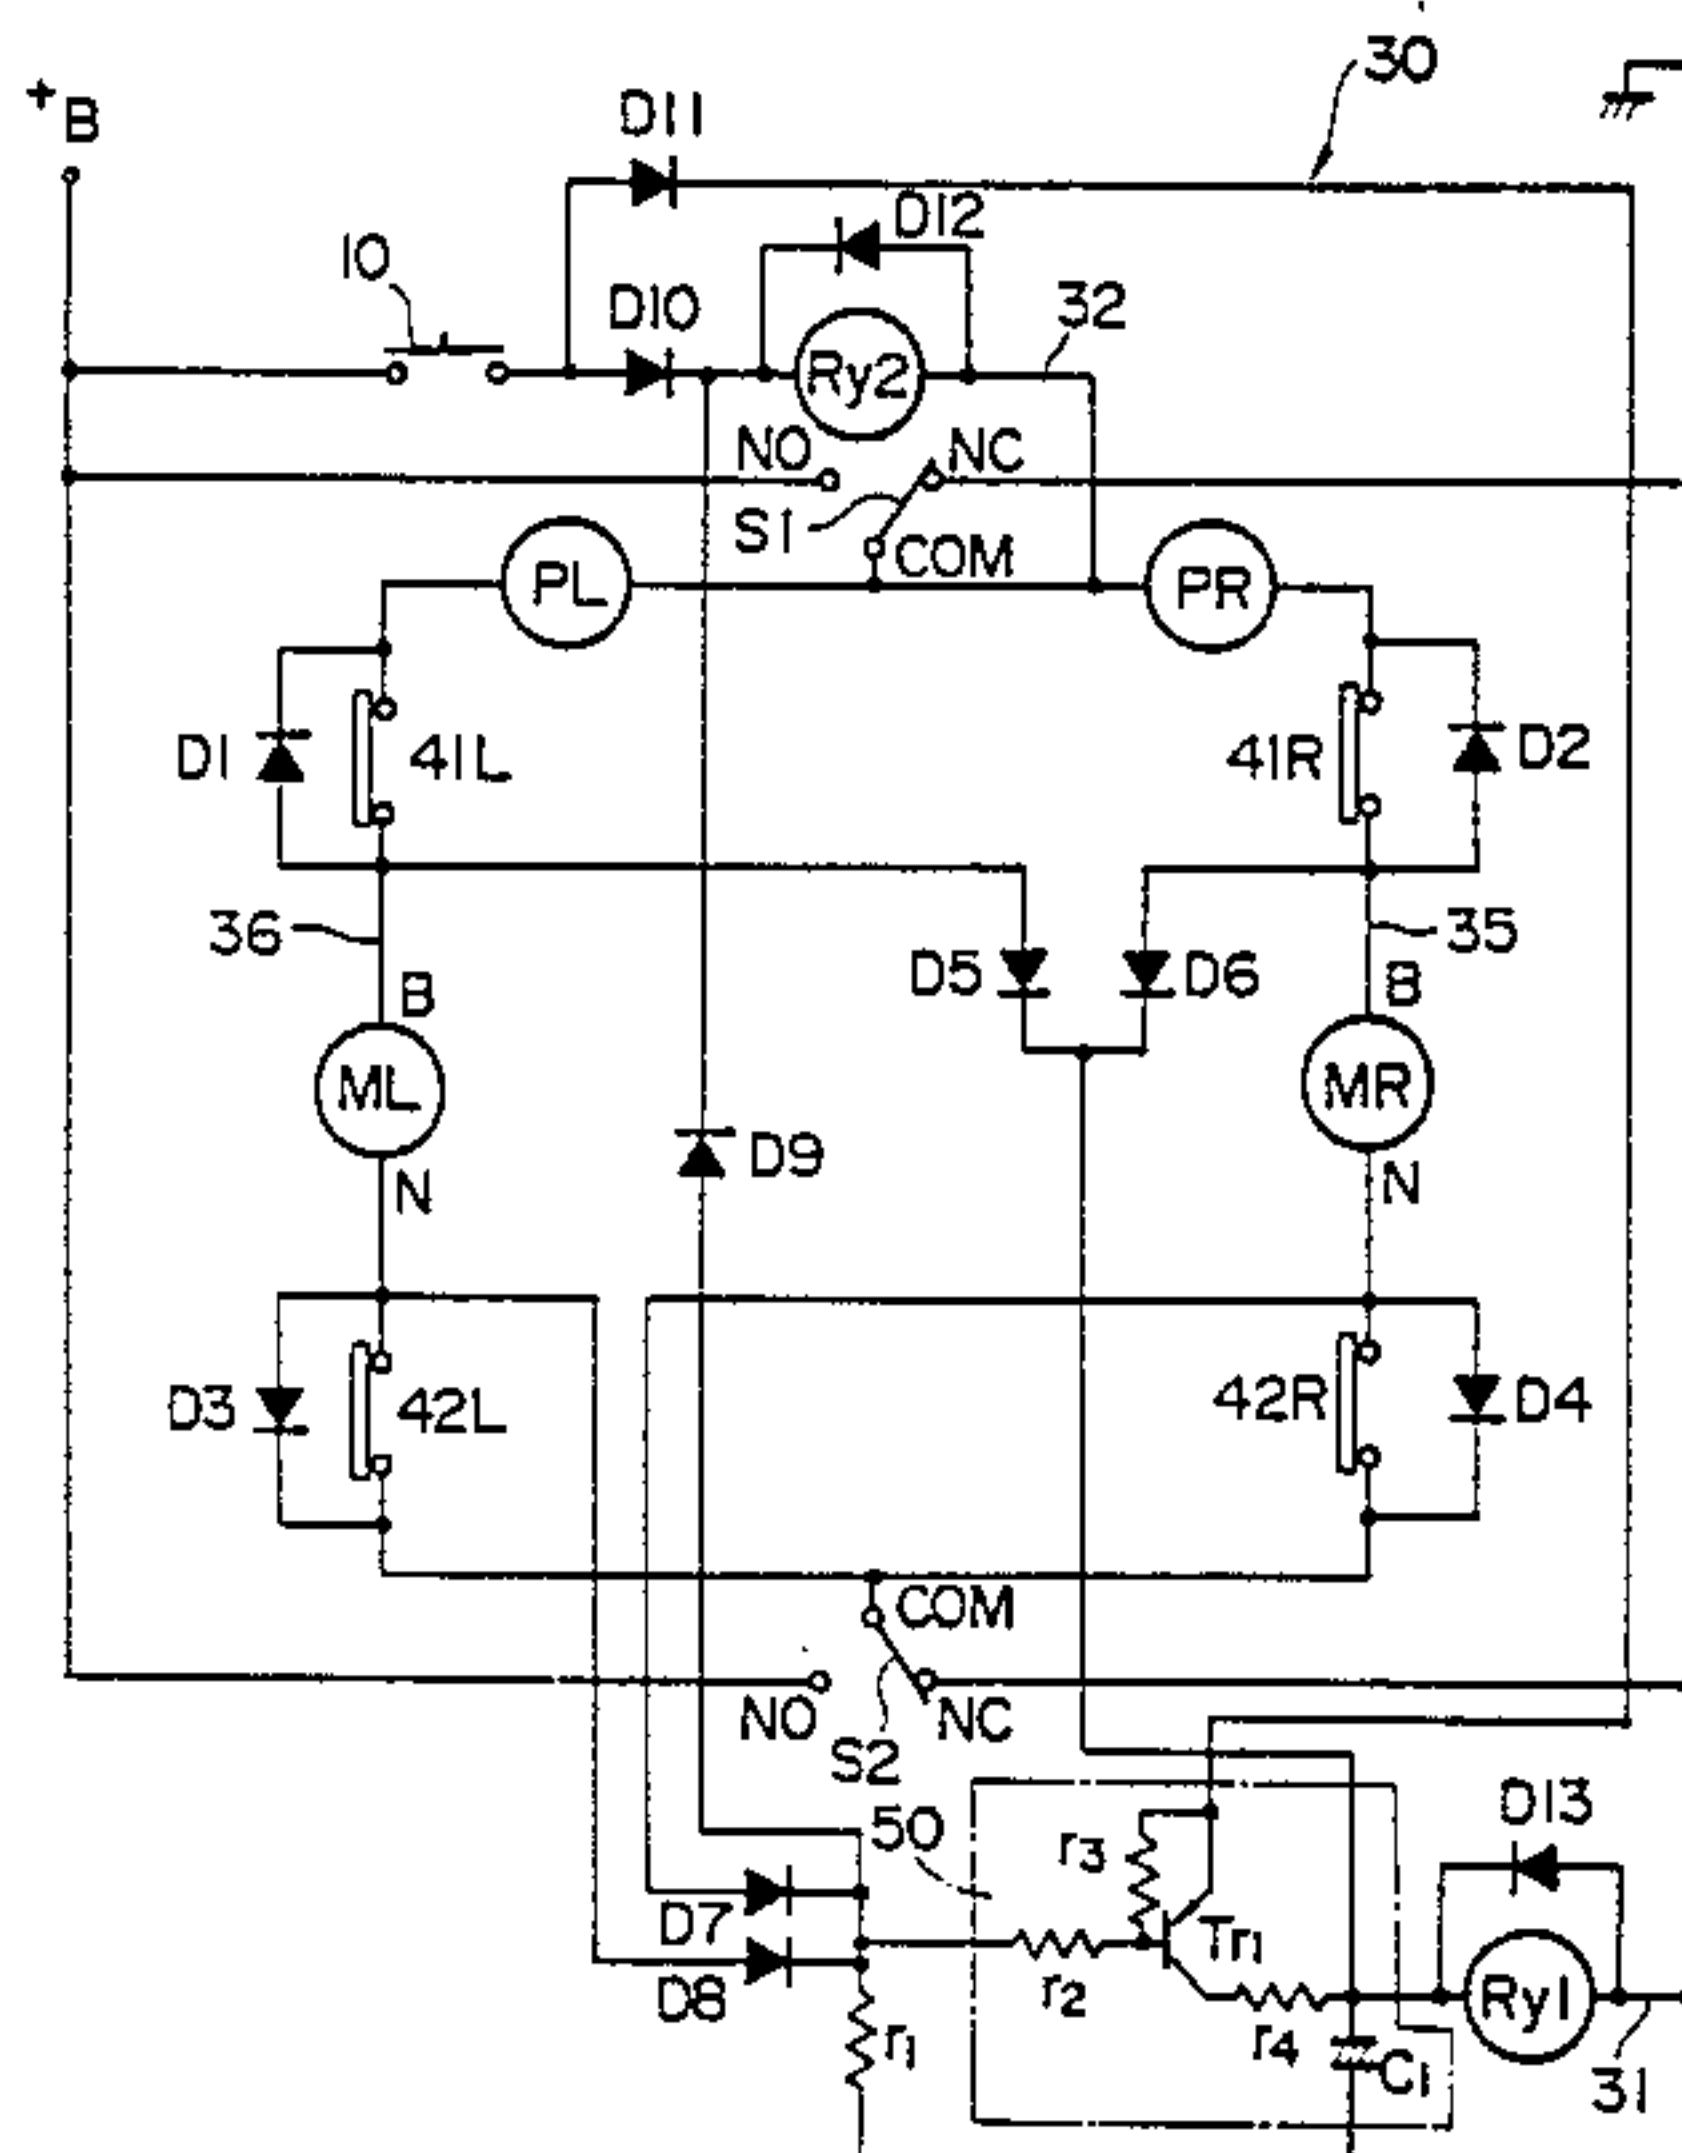 30
+B
D11
D12
10
D10
32
Ry2
NO
NC
S1
COM
PL
PR
D1
41L
41R
D2
36
35
D5
D6
B
B
ML
MR
D9
N
N
D3
42L
42R
D4
COM
NO
NC
S2
50
r3
D13
D7
Tr1
D8
r2
Ry1
r1
r4
C1
31